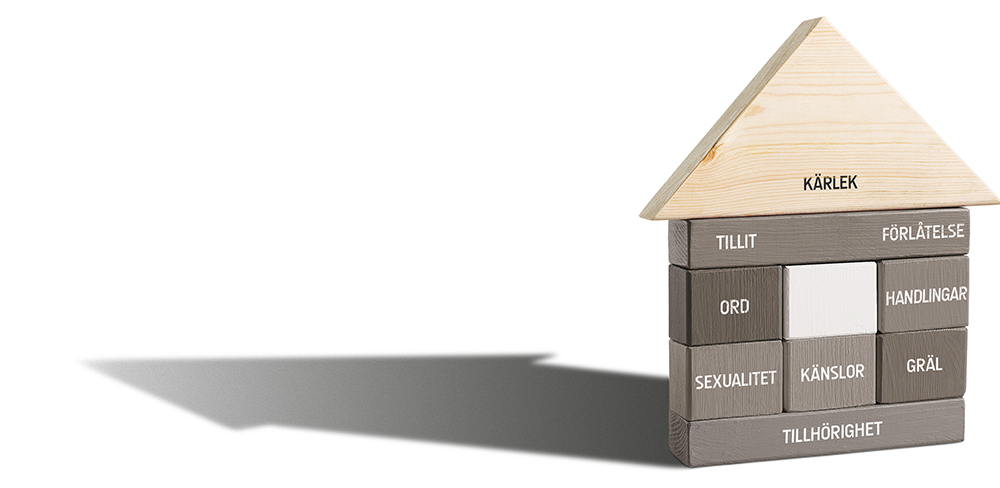 KÄRLEK
TILLIT FÖRLÅTELSE
ORD HANDLINGAR
SEXUALITET KÄNSLOR GRÄL
TILLHÖRIGHET